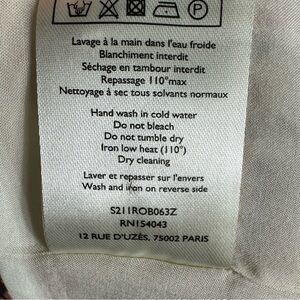 Lavage à la main dans l'eau froide
Blanchiment interdit
Séchage en tambour interdit
Repassage 110°max
Nettoyage à sec tous solvants normaux
Hand wash in cold water
Do not bleach
Do not tumble dry
Iron low heat (110°)
Dry cleaning
Laver et repasser sur l'envers
Wash and iron on reverse side
S211ROB063Z
RN154043
12 RUE D'UZÈS, 75002 PARIS